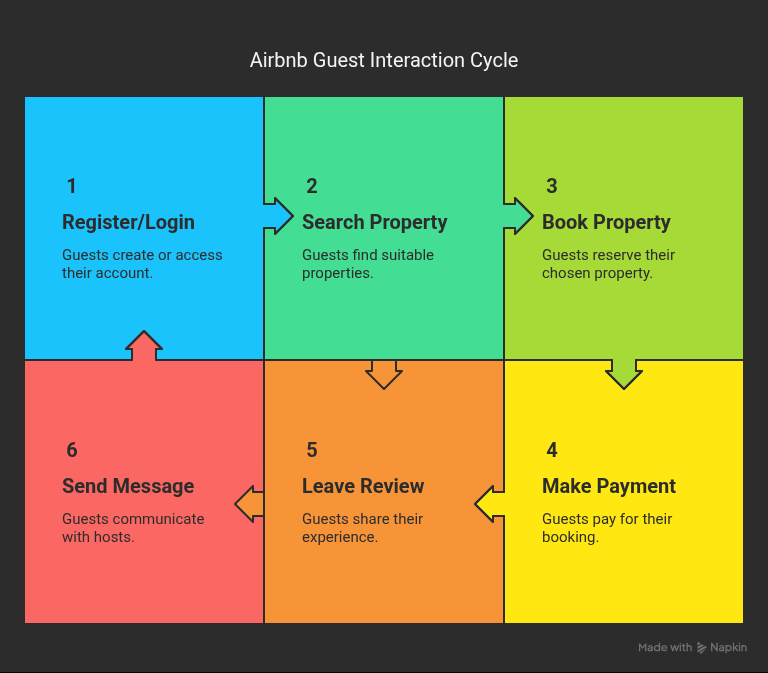 Airbnb Guest Interaction Cycle
1
Register/Login
Guests create or access
their account.
2
Search Property
Guests find suitable
properties.
3
Book Property
Guests reserve their
chosen property.
6
Send Message
Guests communicate
with hosts.
5
Leave Review
Guests share their
experience.
4
Make Payment
Guests pay for their
booking.
Made with Napkin